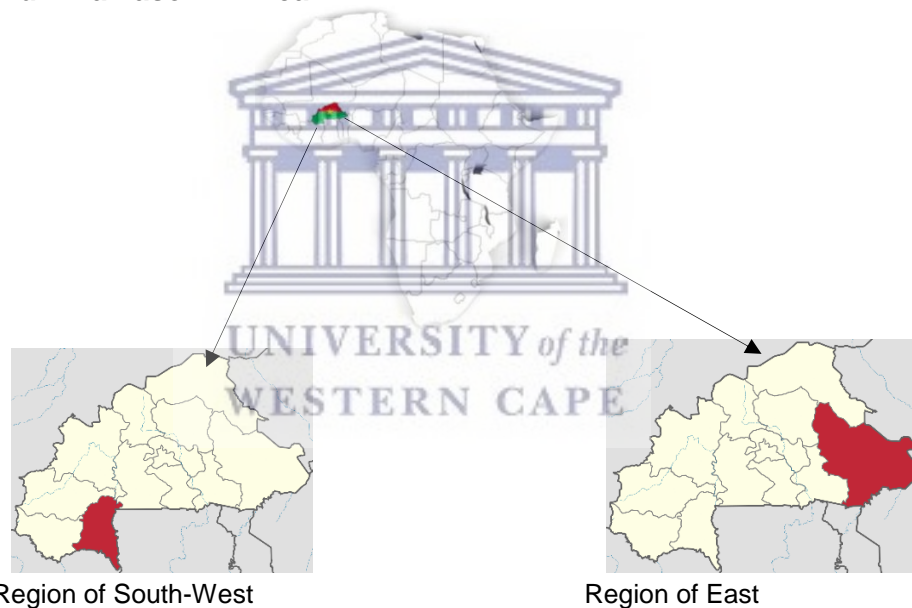 UNIVERSITY of the
WESTERN CAPE
Region of South-West
Region of East